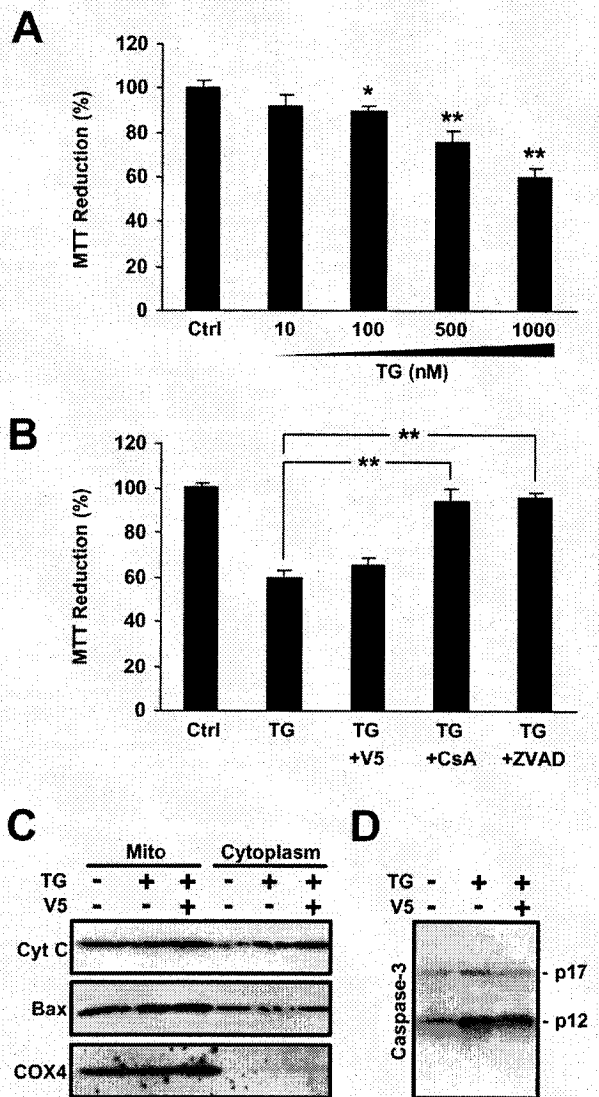 A
120
100
80
60
40
20
0
MTT Reduction (%)
*
**
**
Ctrl 10 100 500 1000
TG (nM)
B
120
100
80
60
40
20
0
MTT Reduction (%)
**
**
Ctrl TG TG TG TG
+V5 +CsA +ZVAD
C
Mito Cytoplasm
TG - + + - + +
V5 - - + - - +
Cyt C
Bax
COX4
D
TG - + +
V5 - - +
Caspase-3
- p17
- p12